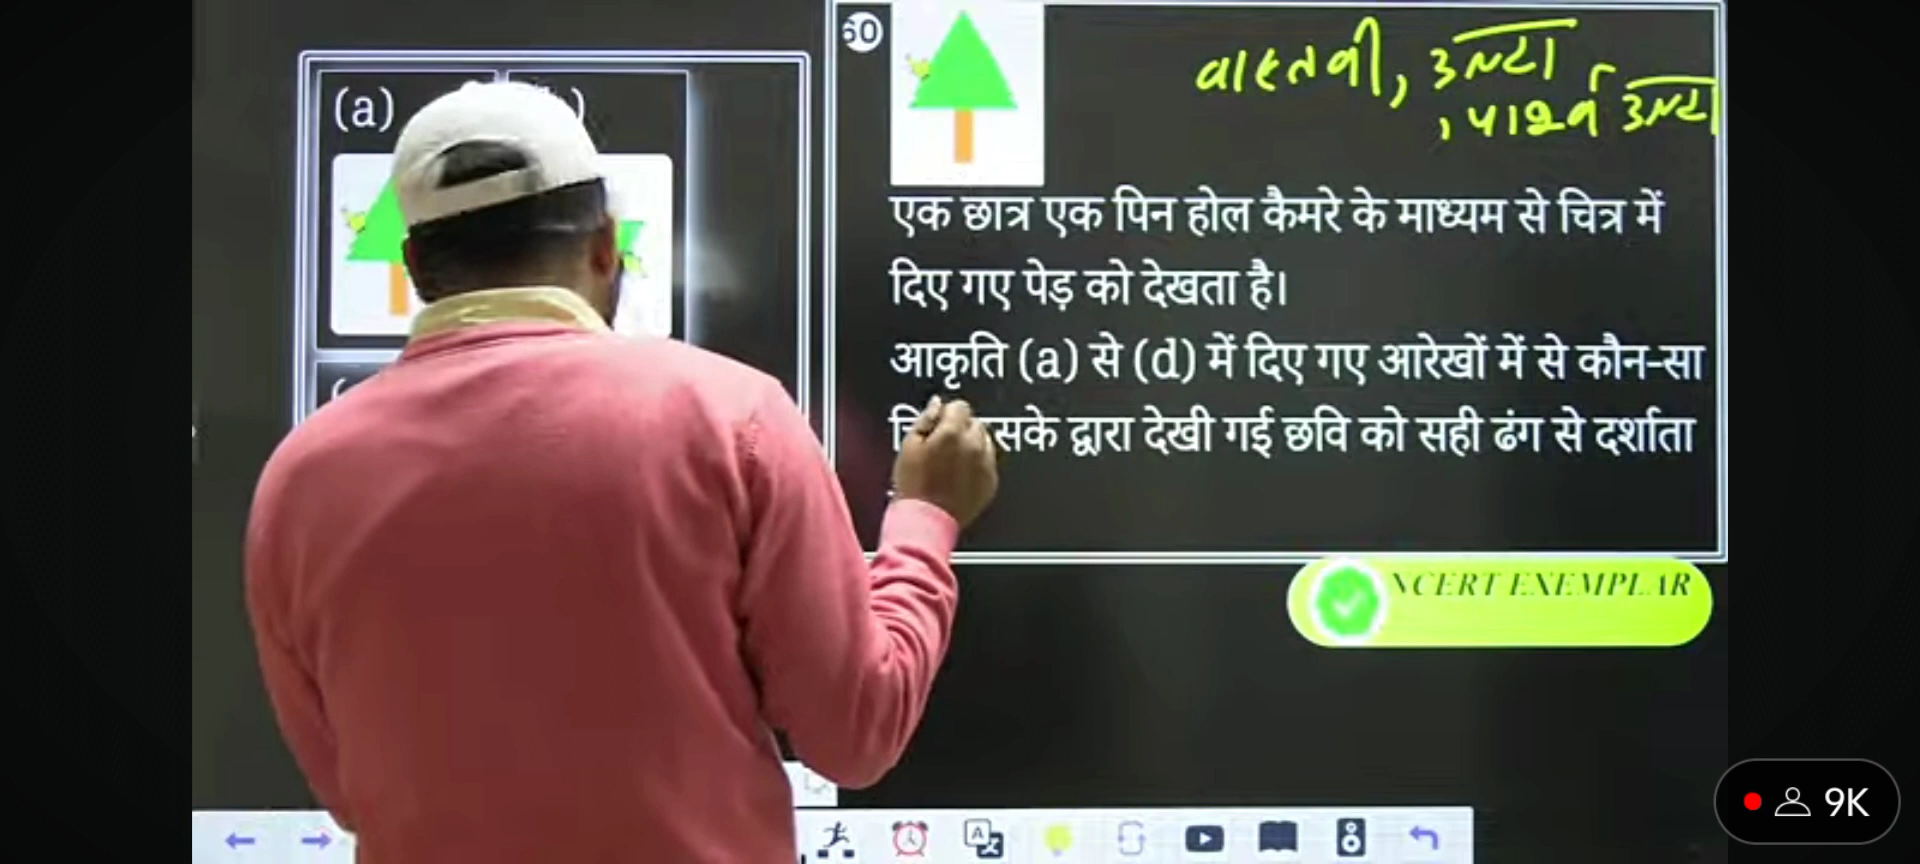 (a)
)
60
वास्तवी, उल्टा
, पार्श्व उल्टा
एक छात्र एक पिन होल कैमरे के माध्यम से चित्र में
दिए गए पेड़ को देखता है।
आकृति (a) से (d) में दिए गए आरेखों में से कौन-सा
के द्वारा देखी गई छवि को सही ढंग से दर्शाता
NCERT EXEMPLAR
9K